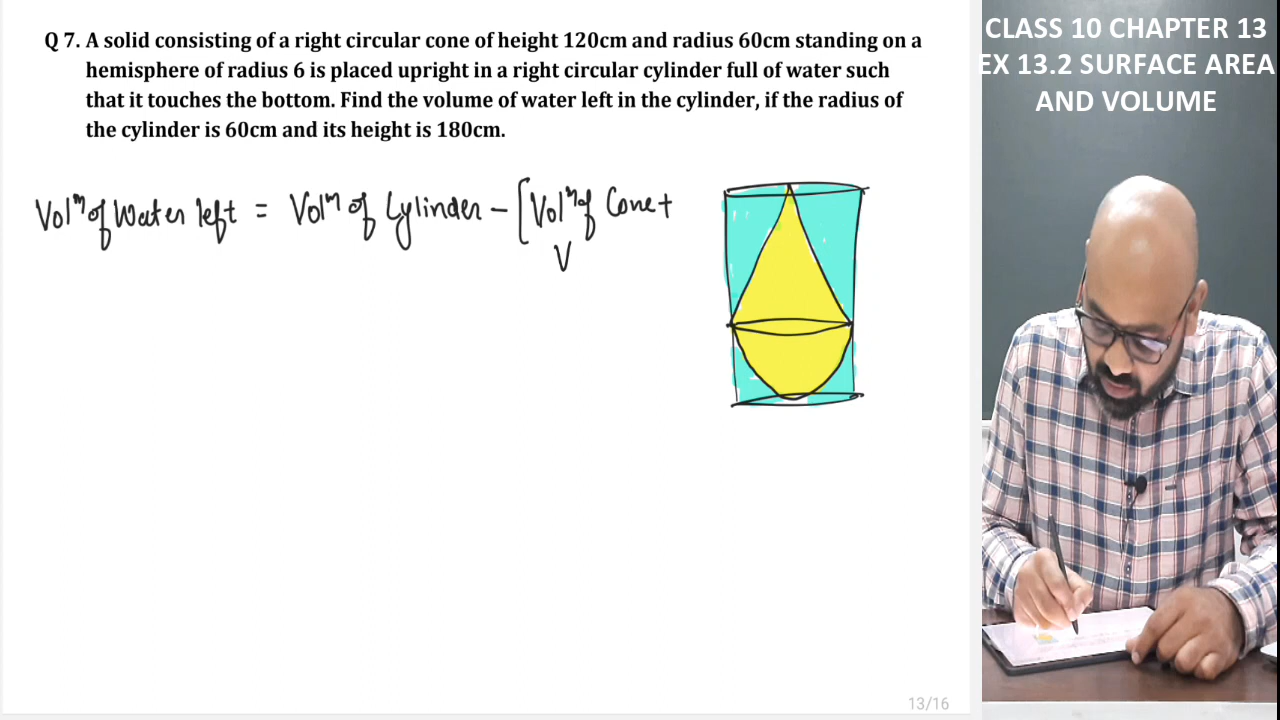 Q 7. A solid consisting of a right circular cone of height 120cm and radius 60cm standing on a
hemisphere of radius 6 is placed upright in a right circular cylinder full of water such
that it touches the bottom. Find the volume of water left in the cylinder, if the radius of
the cylinder is 60cm and its height is 180cm.
Volᵐ of Water left = Volᵐ of Cylinder - [Volᵐ of Cone +
V
13/16
CLASS 10 CHAPTER 13
EX 13.2 SURFACE AREA
AND VOLUME